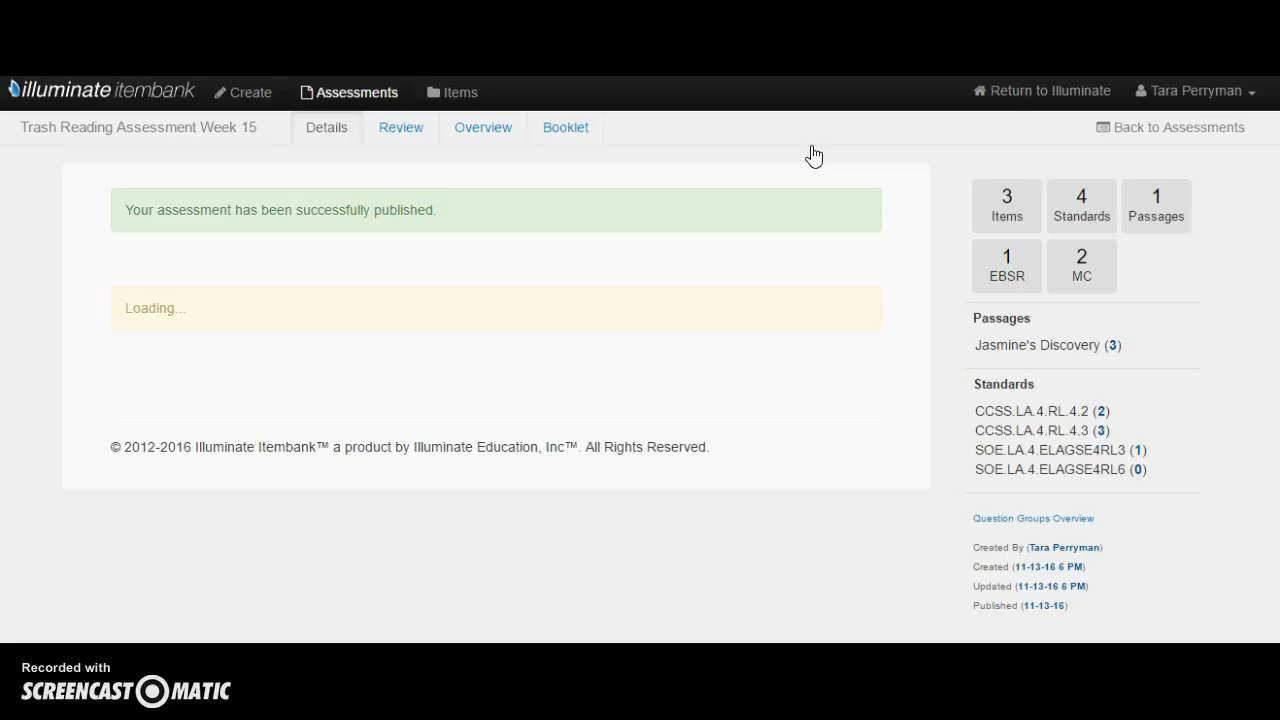 illuminate itembank Create Assessments Items Return to Illuminate Tara Perryman
Trash Reading Assessment Week 15 Details Review Overview Booklet Back to Assessments
Your assessment has been successfully published.
Loading...
© 2012-2016 Illuminate Itembank™ a product by Illuminate Education, Inc™. All Rights Reserved.
3 4 1
Items Standards Passages
1 2
EBSR MC
Passages
Jasmine's Discovery (3)
Standards
CCSS.LA.4.RL.4.2 (2)
CCSS.LA.4.RL.4.3 (3)
SOE.LA.4.ELAGSE4RL3 (1)
SOE.LA.4.ELAGSE4RL6 (0)
Question Groups Overview
Created By (Tara Perryman)
Created (11-13-16 6 PM)
Updated (11-13-16 6 PM)
Published (11-13-16)
Recorded with
SCREENCAST-O-MATIC